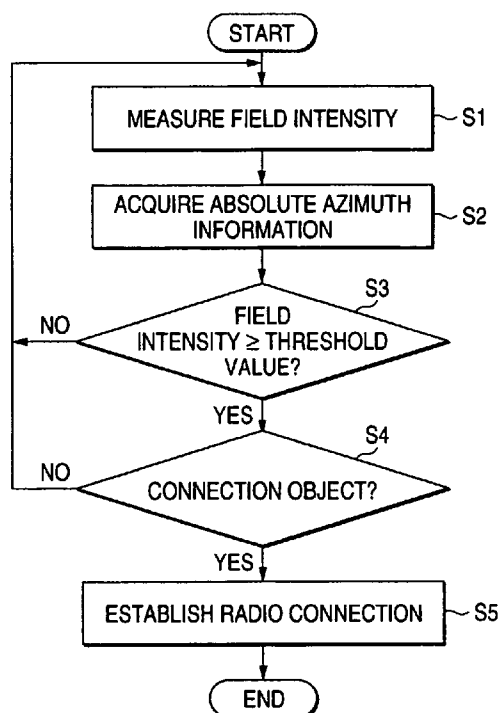 START
MEASURE FIELD INTENSITY
S1
ACQUIRE ABSOLUTE AZIMUTH
INFORMATION
S2
S3
NO
FIELD
INTENSITY ≥ THRESHOLD
VALUE?
YES
S4
NO
CONNECTION OBJECT?
YES
ESTABLISH RADIO CONNECTION
S5
END